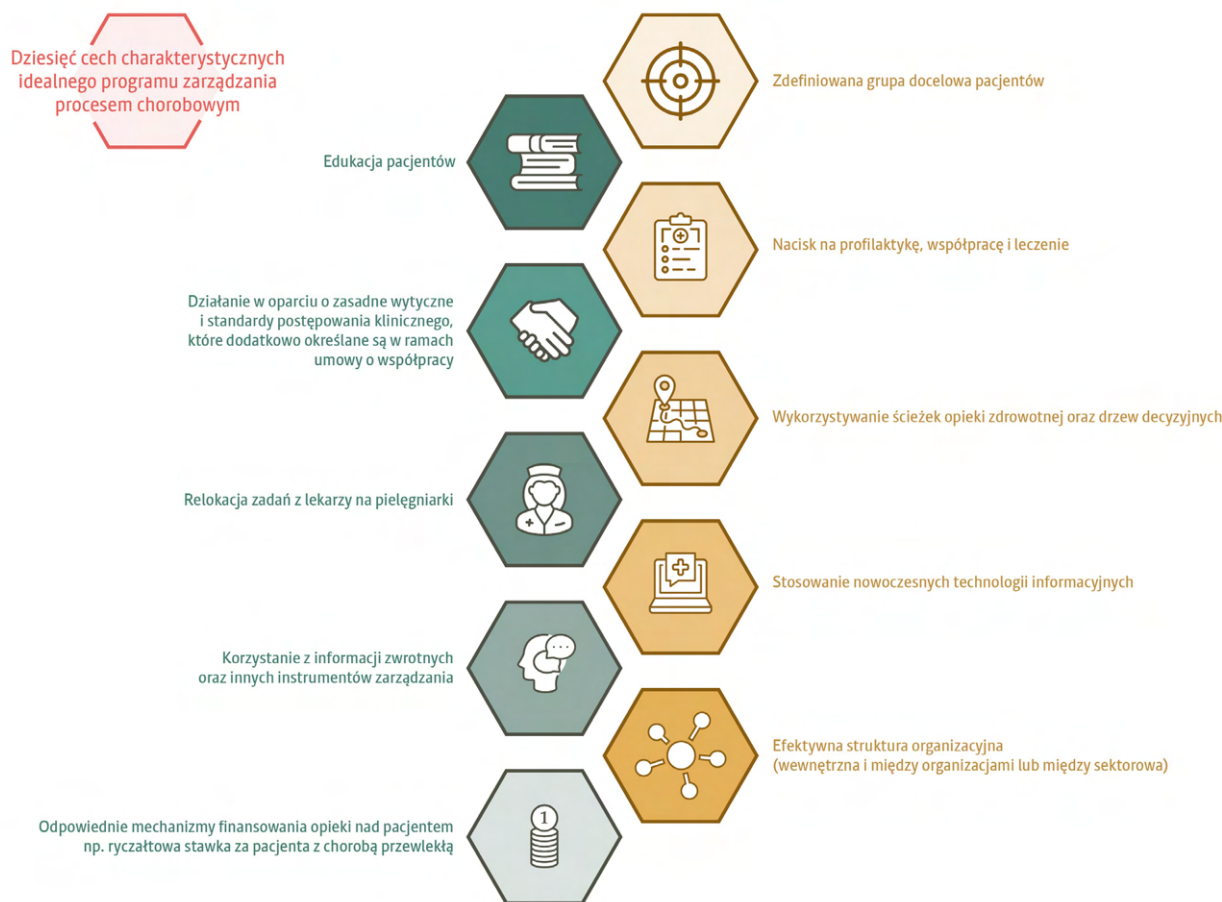 Dziesięć cech charakterystycznych
idealnego programu zarządzania
procesem chorobowym
Zdefiniowana grupa docelowa pacjentów
Edukacja pacjentów
Nacisk na profilaktykę, współpracę i leczenie
Działanie w oparciu o zasadne wytyczne
i standardy postępowania klinicznego,
które dodatkowo określane są w ramach
umowy o współpracy
Wykorzystywanie ścieżek opieki zdrowotnej oraz drzew decyzyjnych
Relokacja zadań z lekarzy na pielęgniarki
Stosowanie nowoczesnych technologii informacyjnych
Korzystanie z informacji zwrotnych
oraz innych instrumentów zarządzania
Efektywna struktura organizacyjna
(wewnętrzna i między organizacjami lub między sektorowa)
1
Odpowiednie mechanizmy finansowania opieki nad pacjentem
np. ryczałtowa stawka za pacjenta z chorobą przewlekłą